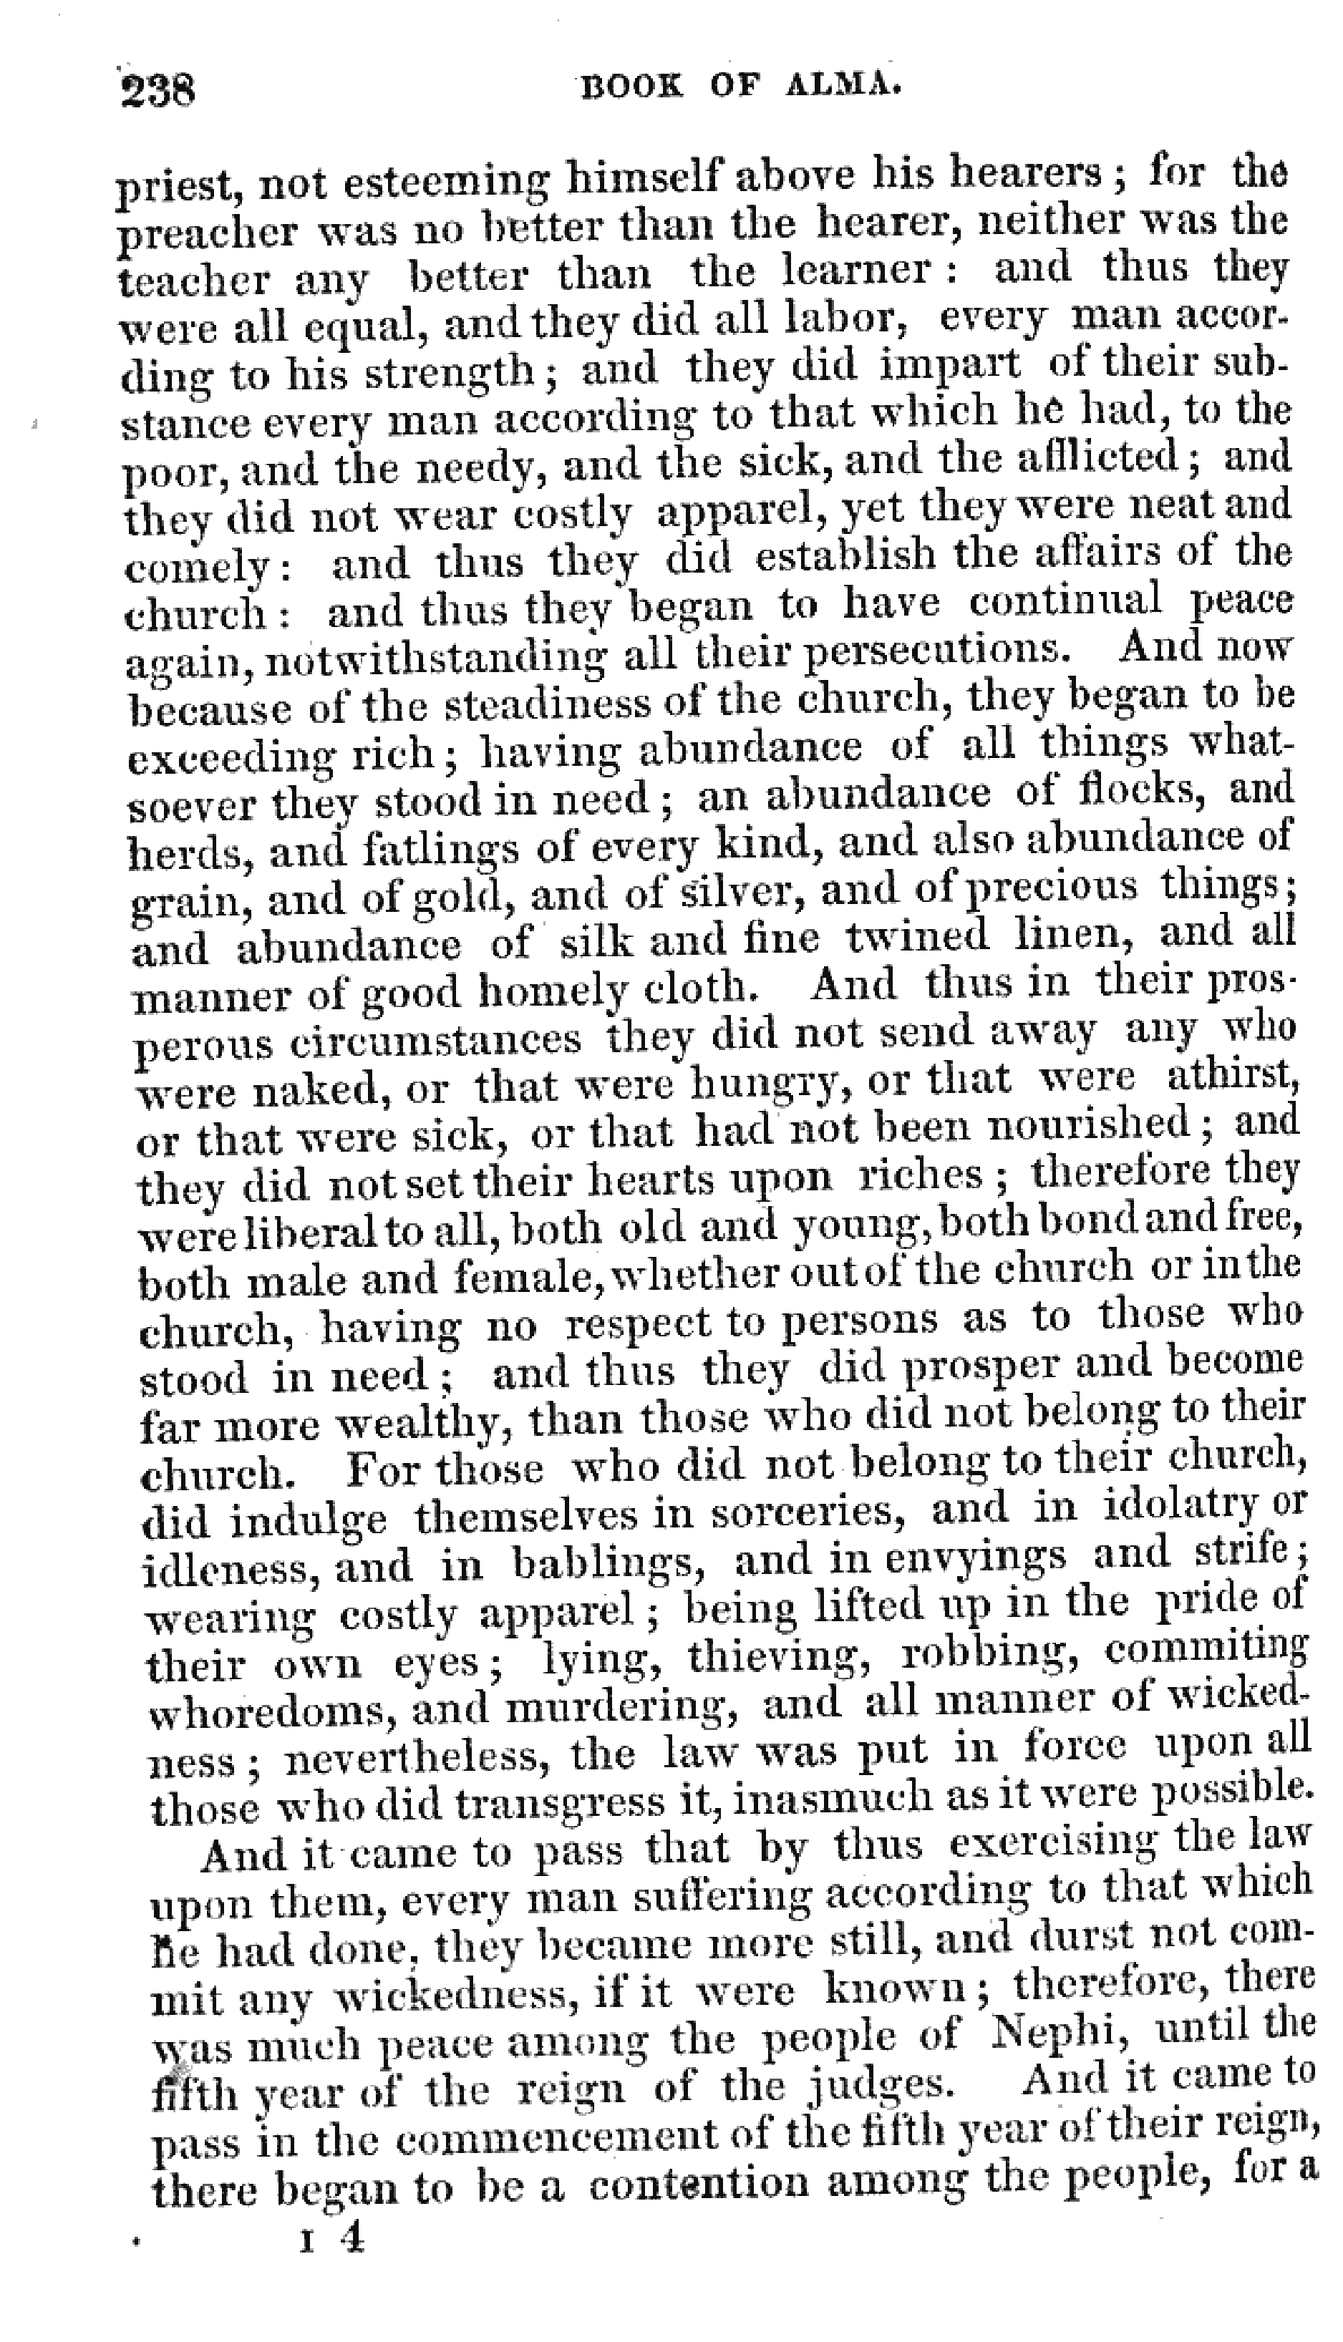 238 BOOK OF ALMA.
priest, not esteeming himself above his hearers; for the
preacher was no better than the hearer, neither was the
teacher any better than the learner: and thus they
were all equal, and they did all labor, every man accor-
ding to his strength; and they did impart of their sub-
stance every man according to that which he had, to the
poor, and the needy, and the sick, and the afflicted; and
they did not wear costly apparel, yet they were neat and
comely: and thus they did establish the affairs of the
church: and thus they began to have continual peace
again, notwithstanding all their persecutions. And now
because of the steadiness of the church, they began to be
exceeding rich; having abundance of all things what-
soever they stood in need; an abundance of flocks, and
herds, and fatlings of every kind, and also abundance of
grain, and of gold, and of silver, and of precious things;
and abundance of silk and fine twined linen, and all
manner of good homely cloth. And thus in their pros-
perous circumstances they did not send away any who
were naked, or that were hungry, or that were athirst,
or that were sick, or that had not been nourished; and
they did not set their hearts upon riches; therefore they
were liberal to all, both old and young, both bond and free,
both male and female, whether out of the church or in the
church, having no respect to persons as to those who
stood in need; and thus they did prosper and become
far more wealthy, than those who did not belong to their
church. For those who did not belong to their church,
did indulge themselves in sorceries, and in idolatry or
idleness, and in bablings, and in envyings and strife;
wearing costly apparel; being lifted up in the pride of
their own eyes; lying, thieving, robbing, commiting
whoredoms, and murdering, and all manner of wicked-
ness; nevertheless, the law was put in force upon all
those who did transgress it, inasmuch as it were possible.
And it came to pass that by thus exercising the law
upon them, every man suffering according to that which
he had done, they became more still, and durst not com-
mit any wickedness, if it were known; therefore, there
was much peace among the people of Nephi, until the
fifth year of the reign of the judges. And it came to
pass in the commencement of the fifth year of their reign,
there began to be a contention among the people, for a
I 4